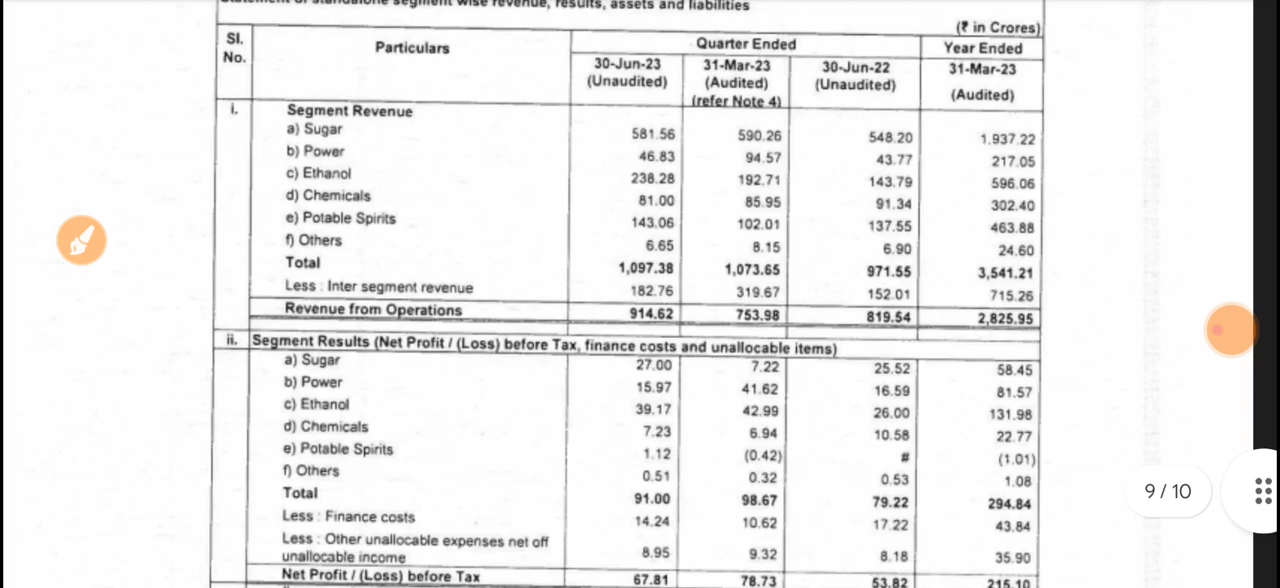 Statement of standalone segment wise revenue, results, assets and liabilities
(₹ in Crores)
Sl. No. Particulars Quarter Ended Year Ended
30-Jun-23 (Unaudited) 31-Mar-23 (Audited) (refer Note 4) 30-Jun-22 (Unaudited) 31-Mar-23 (Audited)
i. Segment Revenue
a) Sugar 581.56 590.26 548.20 1,937.22
b) Power 46.83 94.57 43.77 217.05
c) Ethanol 238.28 192.71 143.79 596.06
d) Chemicals 81.00 85.95 91.34 302.40
e) Potable Spirits 143.06 102.01 137.55 463.88
f) Others 6.65 8.15 6.90 24.60
Total 1,097.38 1,073.65 971.55 3,541.21
Less : Inter segment revenue 182.76 319.67 152.01 715.26
Revenue from Operations 914.62 753.98 819.54 2,825.95
ii. Segment Results (Net Profit / (Loss) before Tax, finance costs and unallocable items)
a) Sugar 27.00 7.22 25.52 58.45
b) Power 15.97 41.62 16.59 81.57
c) Ethanol 39.17 42.99 26.00 131.98
d) Chemicals 7.23 6.94 10.58 22.77
e) Potable Spirits 1.12 (0.42) # (1.01)
f) Others 0.51 0.32 0.53 1.08
Total 91.00 98.67 79.22 294.84
Less : Finance costs 14.24 10.62 17.22 43.84
Less : Other unallocable expenses net off unallocable income 8.95 9.32 8.18 35.90
Net Profit / (Loss) before Tax 67.81 78.73 53.82 215.10
9 / 10